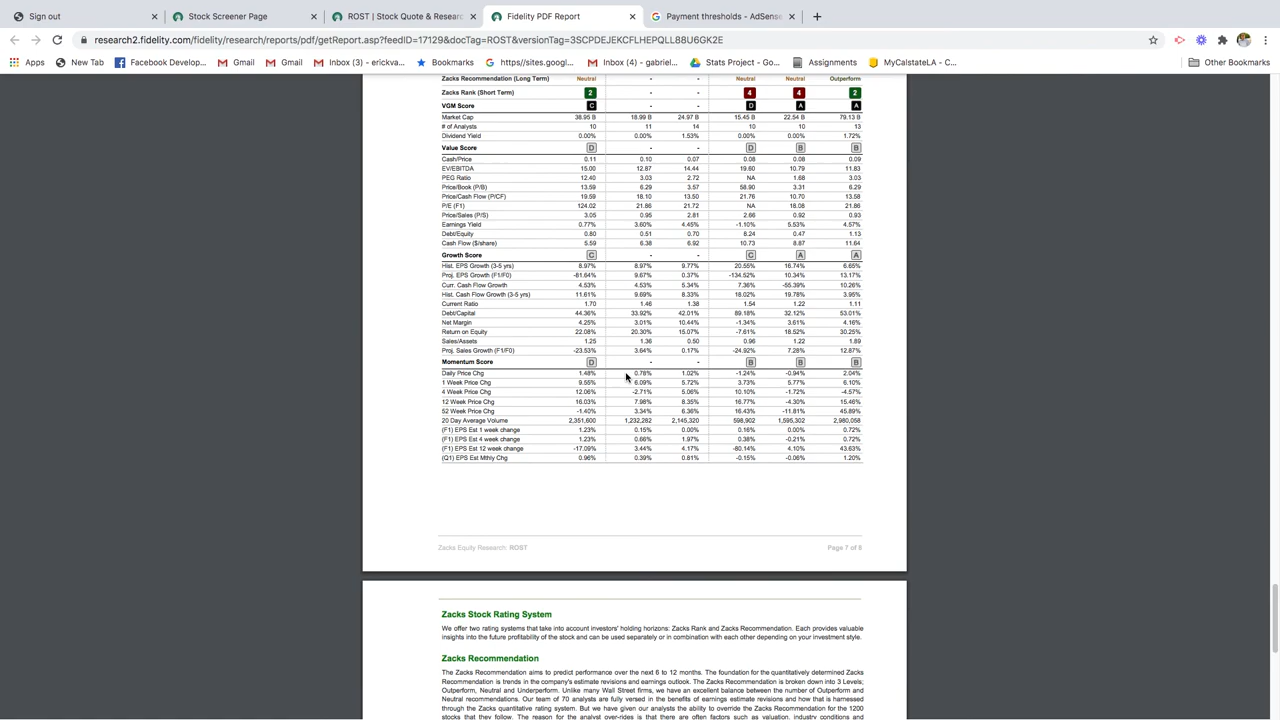 Sign out
Stock Screener Page
ROST | Stock Quote & Researc
Fidelity PDF Report
Payment thresholds - AdSense
research2.fidelity.com/fidelity/research/reports/pdf/getReport.asp?feedID=17129&docTag=ROST&versionTag=3SCPDEJEKCFLHEPQLL88U6GK2E
Apps New Tab Facebook Develop... Gmail Gmail Inbox (3) - erickva... Bookmarks https//sites.googl... Inbox (4) - gabriel... Stats Project - Go... Assignments MyCalstateLA - C... Other Bookmarks
Zacks Recommendation (Long Term) Neutral - - Neutral Neutral Outperform
Zacks Rank (Short Term) 2 - - 4 4 2
VGM Score C - - D A A
Market Cap 38.95 B 18.99 B 24.97 B 15.45 B 22.54 B 79.13 B
# of Analysts 10 11 14 10 10 13
Dividend Yield 0.00% 0.00% 1.53% 0.00% 0.00% 1.72%
Value Score D - - D B B
Cash/Price 0.11 0.10 0.07 0.08 0.08 0.09
EV/EBITDA 15.00 12.87 14.44 19.60 10.79 11.83
PEG Ratio 12.40 3.03 2.72 NA 1.68 3.03
Price/Book (P/B) 13.59 6.29 3.57 58.90 3.31 6.29
Price/Cash Flow (P/CF) 19.59 18.10 13.50 21.76 10.70 13.58
P/E (F1) 124.02 21.86 21.72 NA 18.08 21.86
Price/Sales (P/S) 3.05 0.95 2.81 2.66 0.92 0.93
Earnings Yield 0.77% 3.60% 4.45% -1.10% 5.53% 4.57%
Debt/Equity 0.80 0.51 0.70 8.24 0.47 1.13
Cash Flow ($/share) 5.59 6.38 6.92 10.73 8.87 11.64
Growth Score C - - C A A
Hist. EPS Growth (3-5 yrs) 8.97% 8.97% 9.77% 20.55% 16.74% 6.65%
Proj. EPS Growth (F1/F0) -81.64% 9.67% 0.37% -134.52% 10.34% 13.17%
Curr. Cash Flow Growth 4.53% 4.53% 5.34% 7.36% -55.39% 10.26%
Hist. Cash Flow Growth (3-5 yrs) 11.61% 9.69% 8.33% 18.02% 19.78% 3.95%
Current Ratio 1.70 1.46 1.38 1.54 1.22 1.11
Debt/Capital 44.36% 33.92% 42.01% 89.18% 32.12% 53.01%
Net Margin 4.25% 3.01% 10.44% -1.34% 3.61% 4.16%
Return on Equity 22.08% 20.30% 15.07% -7.61% 18.52% 30.25%
Sales/Assets 1.25 1.36 0.50 0.96 1.22 1.89
Proj. Sales Growth (F1/F0) -23.53% 3.64% 0.17% -24.92% 7.28% 12.87%
Momentum Score D - - B B B
Daily Price Chg 1.48% 0.78% 1.02% -1.24% -0.94% 2.04%
1 Week Price Chg 9.55% 6.09% 5.72% 3.73% 5.77% 6.10%
4 Week Price Chg 12.06% -2.71% 5.06% 10.10% -1.72% -4.57%
12 Week Price Chg 16.03% 7.98% 8.35% 16.77% -4.30% 15.46%
52 Week Price Chg -1.40% 3.34% 6.36% 16.43% -11.81% 45.89%
20 Day Average Volume 2,351,600 1,232,282 2,145,320 598,902 1,595,302 2,980,058
(F1) EPS Est 1 week change 1.23% 0.15% 0.00% 0.16% 0.00% 0.72%
(F1) EPS Est 4 week change 1.23% 0.66% 1.97% 0.38% -0.21% 0.72%
(F1) EPS Est 12 week change -17.09% 3.44% 4.17% -80.14% 4.10% 43.63%
(Q1) EPS Est Mthly Chg 0.96% 0.39% 0.81% -0.15% -0.06% 1.20%
Zacks Equity Research: ROST Page 7 of 8
Zacks Stock Rating System
We offer two rating systems that take into account investors' holding horizons: Zacks Rank and Zacks Recommendation. Each provides valuable
insights into the future profitability of the stock and can be used separately or in combination with each other depending on your investment style.
Zacks Recommendation
The Zacks Recommendation aims to predict performance over the next 6 to 12 months. The foundation for the quantitatively determined Zacks
Recommendation is trends in the company's estimate revisions and earnings outlook. The Zacks Recommendation is broken down into 3 Levels;
Outperform, Neutral and Underperform. Unlike many Wall Street firms, we have an excellent balance between the number of Outperform and
Neutral recommendations. Our team of 70 analysts are fully versed in the benefits of earnings estimate revisions and how that is harnessed
through the Zacks quantitative rating system. But we have given our analysts the ability to override the Zacks Recommendation for the 1200
stocks that they follow. The reason for the analyst over-rides is that there are often factors such as valuation, industry conditions and